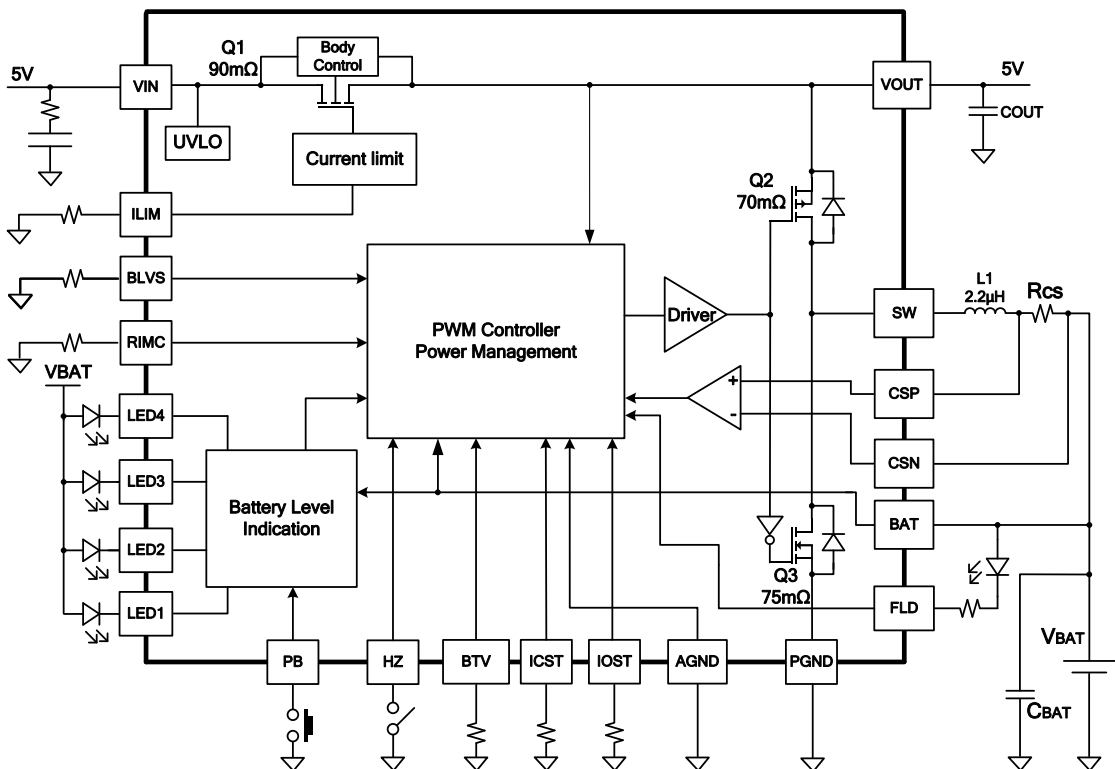 Q1
90mΩ
Body
Control
5V
VIN
VOUT
5V
UVLO
COUT
Current limit
ILIM
Q2
70mΩ
BLVS
L1
2.2μH
RCS
PWM Controller
Power Management
Driver
SW
RIMC
VBAT
+
-
CSP
LED4
CSN
LED3
Battery Level
Indication
BAT
LED2
Q3
75mΩ
LED1
FLD
PB
HZ
BTV
ICST
IOST
AGND
PGND
VBAT
CBAT